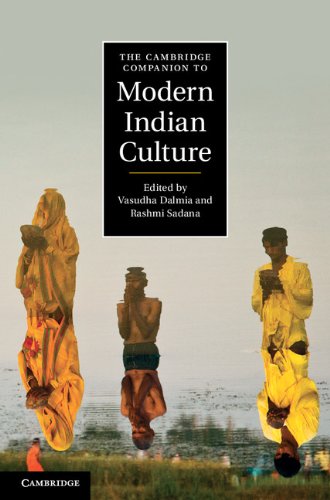 THE CAMBRIDGE
COMPANION TO
Modern
Indian
Culture
Edited by
Vasudha Dalmia and
Rashmi Sadana
CAMBRIDGE